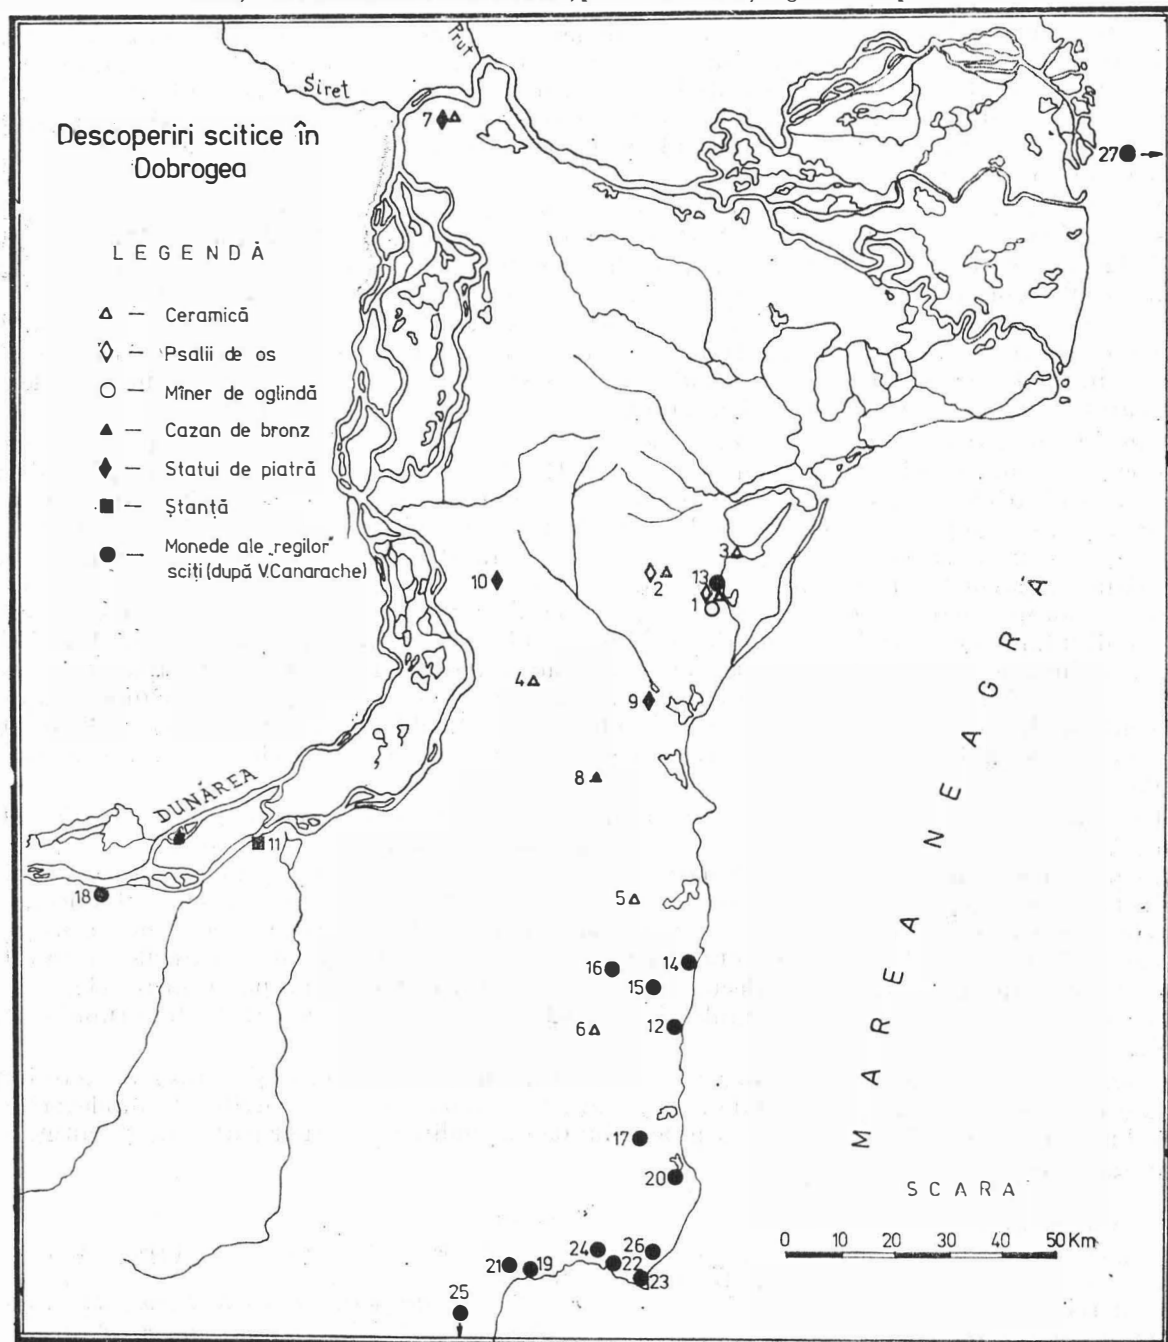 Prut
Siret
7
Descoperiri scitice în
Dobrogea
27
LEGENDĂ
Ceramică
Psalii de os
Mîner de oglindă
Cazan de bronz
Statui de piatră
Ștanță
Monede ale „regilor”
sciți (după V. Canarache)
3
10
2
13
1
4
9
8
DUNĂREA
11
18
5
16
14
15
12
6
MAREA NEAGRĂ
17
20
SCARA
0 10 20 30 40 50 Km
24
26
21
19
22
23
25